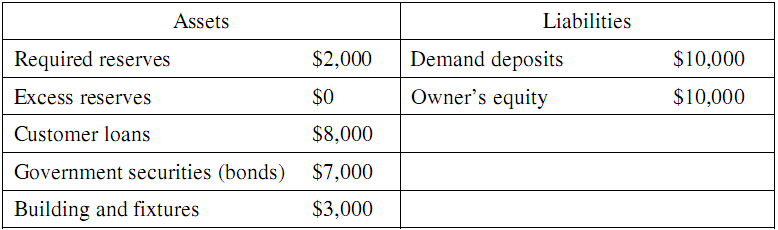 Assets Liabilities
Required reserves $2,000 Demand deposits $10,000
Excess reserves $0 Owner’s equity $10,000
Customer loans $8,000
Government securities (bonds) $7,000
Building and fixtures $3,000